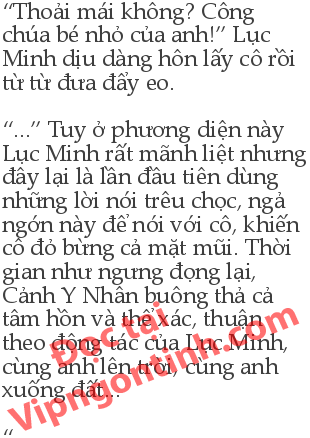 “Thoải mái không? Công
chúa bé nhỏ của anh!” Lục
Minh dịu dàng hôn lấy cô rồi
từ từ đưa đẩy eo.
“...” Tuy ở phương diện này
Lục Minh rất mãnh liệt nhưng
đây lại là lần đầu tiên dùng
những lời nói trêu chọc, ngả
ngớn này để nói với cô, khiến
cô đỏ bừng cả mặt mũi. Thời
gian như ngưng đọng lại,
Cảnh Y Nhân buông thả cả
tâm hồn và thể xác, thuận
theo động tác của Lục Minh,
cùng anh lên trời, cùng anh
xuống đất...
Đọc tại
Vipngontinh.com
“